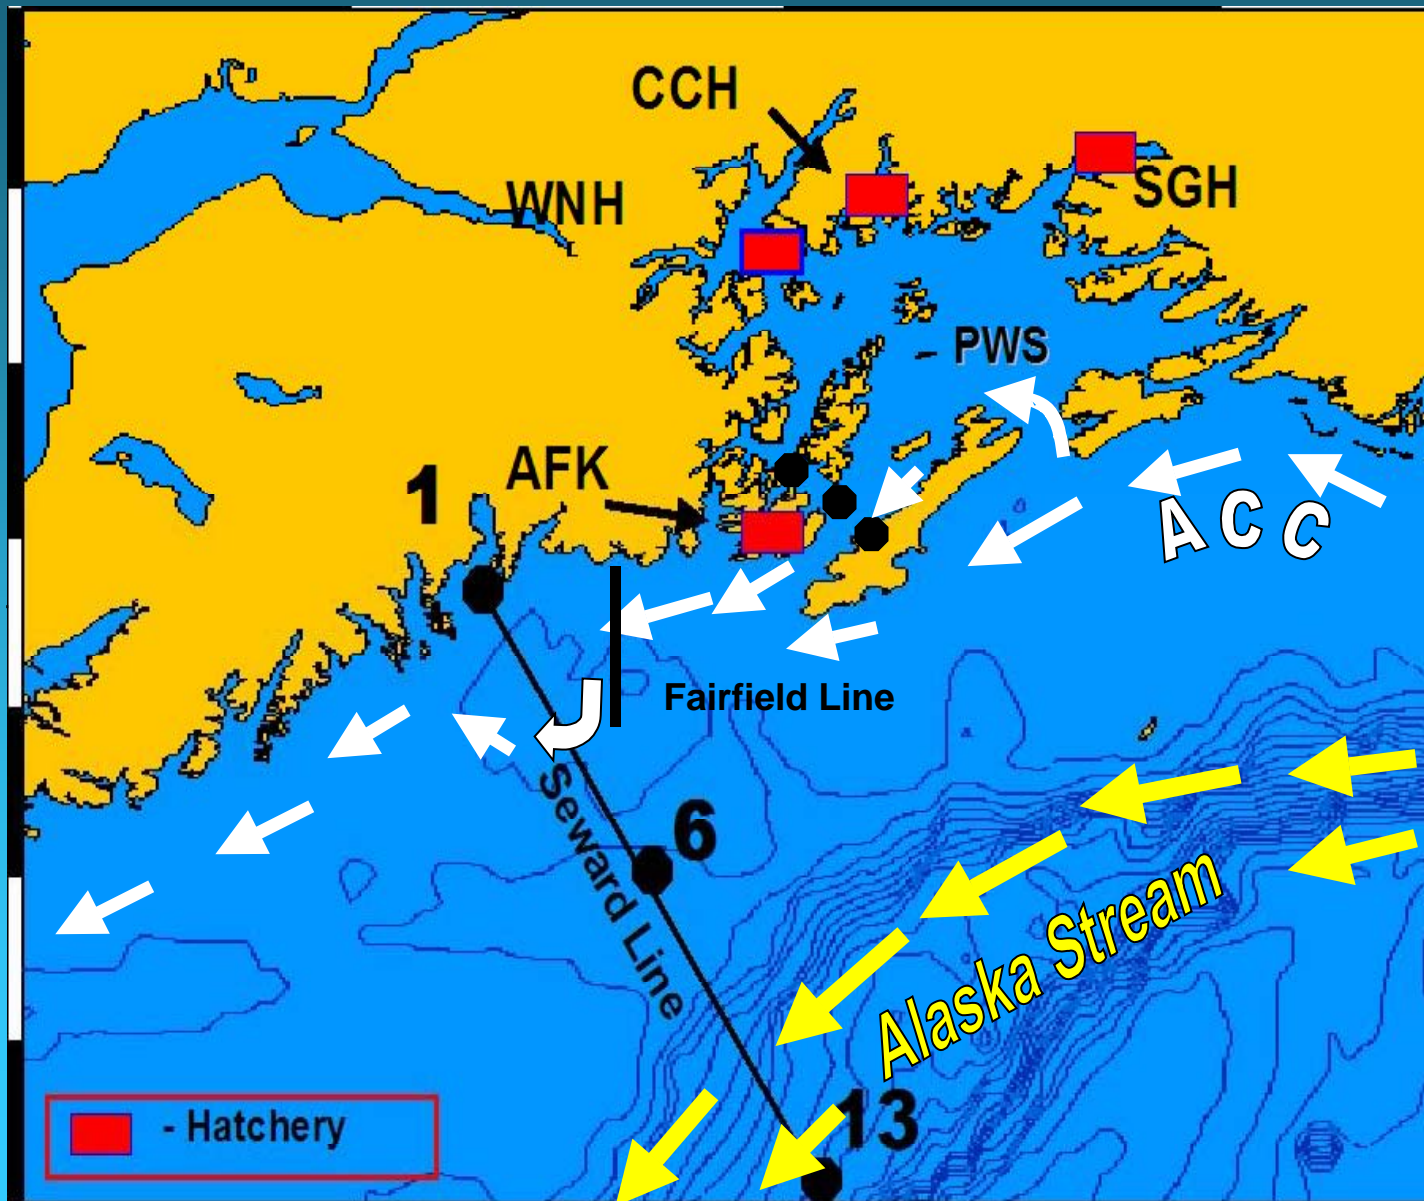 CCH
WNH
SGH
PWS
AFK
1
ACC
Fairfield Line
6
Seward Line
Alaska Stream
13
- Hatchery